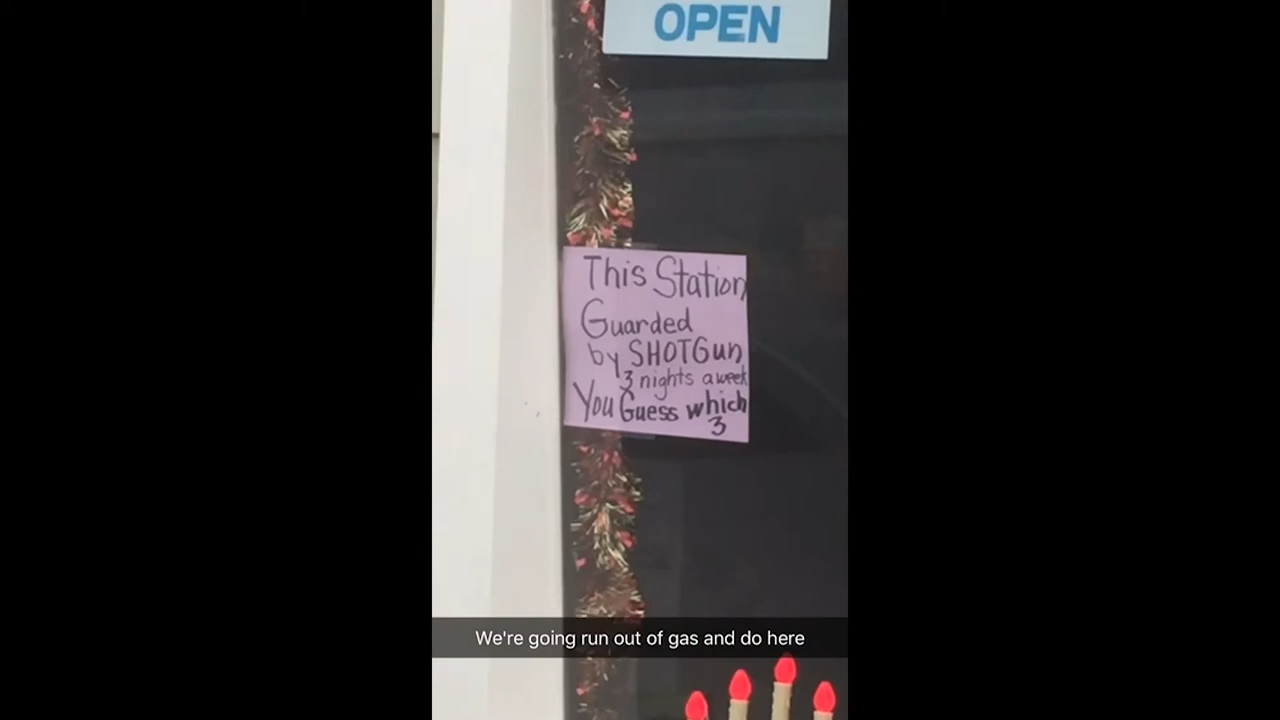 OPEN
This Station
Guarded
by SHOTGun
3 nights a week
You Guess which
3
We're going run out of gas and do here